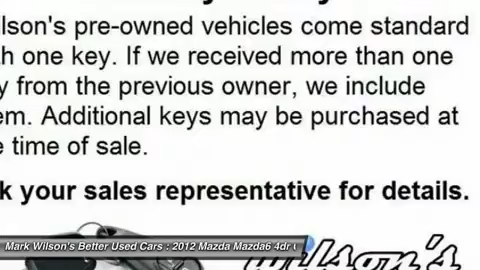 ilson's pre-owned vehicles come standard
th one key. If we received more than one
y from the previous owner, we include
em. Additional keys may be purchased at
e time of sale.
k your sales representative for details.
Mark Wilson's Better Used Cars : 2012 Mazda Mazda6 4dr
wilson's